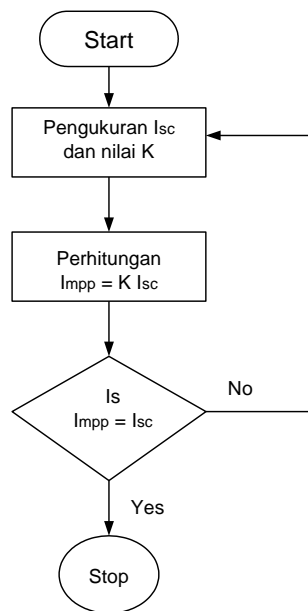 Start
Pengukuran Isc
dan nilai K
Perhitungan
Impp = K Isc
Is
Impp = Isc
No
Yes
Stop